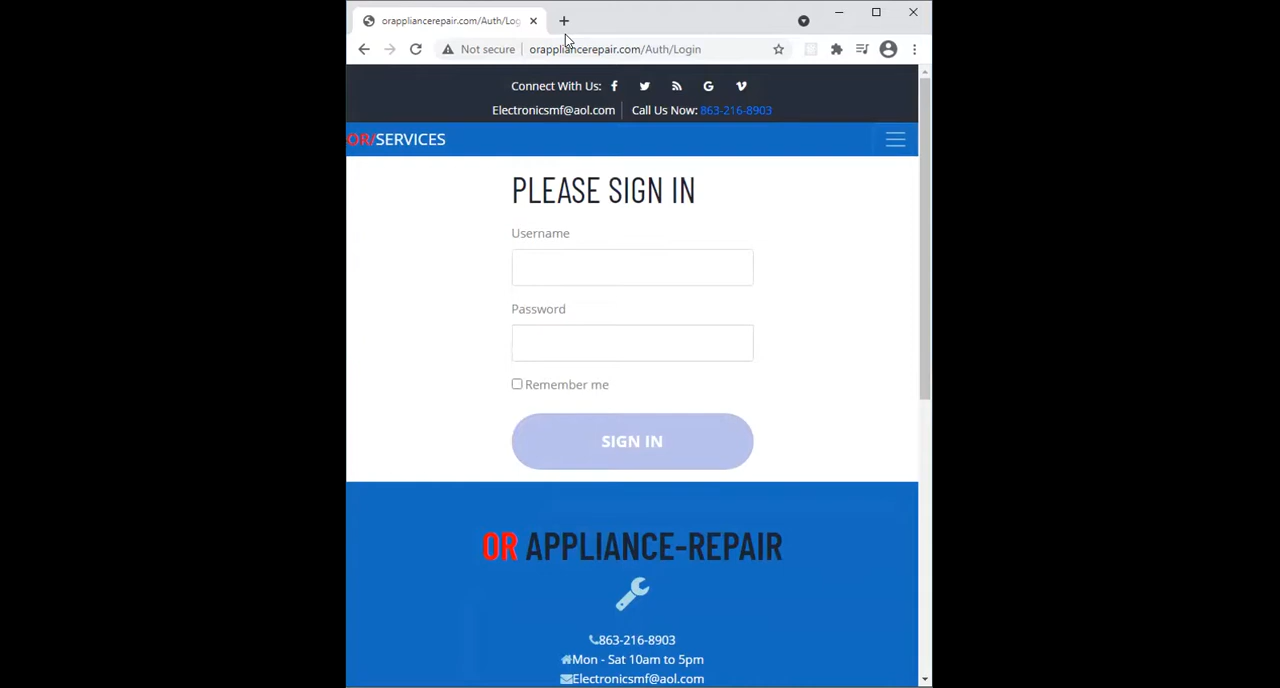 orappliancerepair.com/Auth/Log
Not secure orappliancerepair.com/Auth/Login
Connect With Us:
Electronicsmf@aol.com Call Us Now: 863-216-8903
OR/SERVICES
PLEASE SIGN IN
Username
Password
Remember me
SIGN IN
OR APPLIANCE-REPAIR
863-216-8903
Mon - Sat 10am to 5pm
Electronicsmf@aol.com